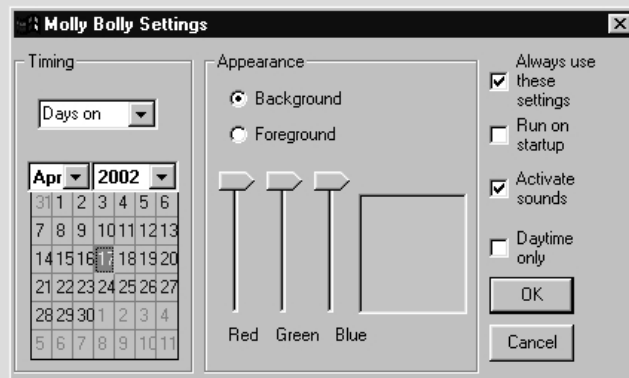 Molly Bolly Settings
Timing
Days on
Apr 2002
31 1 2 3 4 5 6
7 8 9 10 11 12 13
14 15 16 17 18 19 20
21 22 23 24 25 26 27
28 29 30 1 2 3 4
5 6 7 8 9 10 11
Appearance
Background
Foreground
Red Green Blue
Always use
these
settings
Run on
startup
Activate
sounds
Daytime
only
OK
Cancel